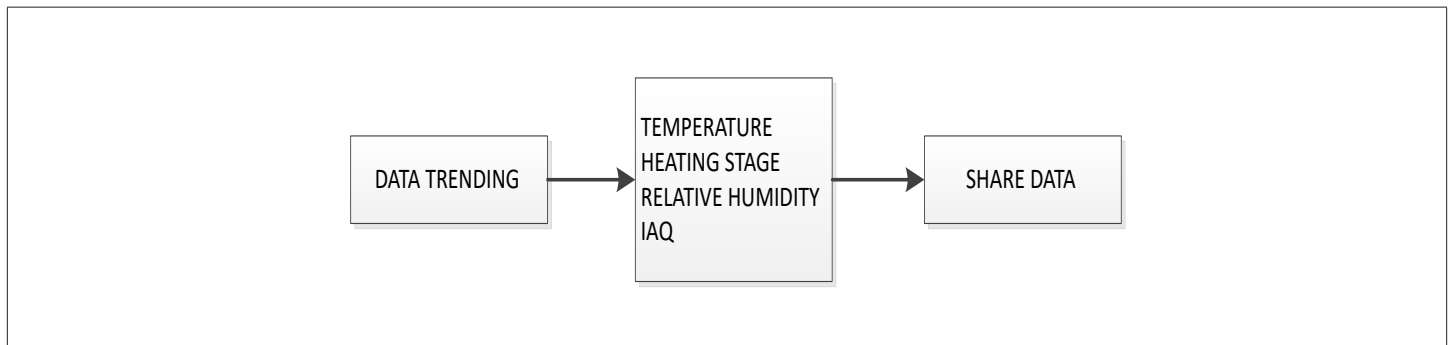 DATA TRENDING
TEMPERATURE
HEATING STAGE
RELATIVE HUMIDITY
IAQ
SHARE DATA